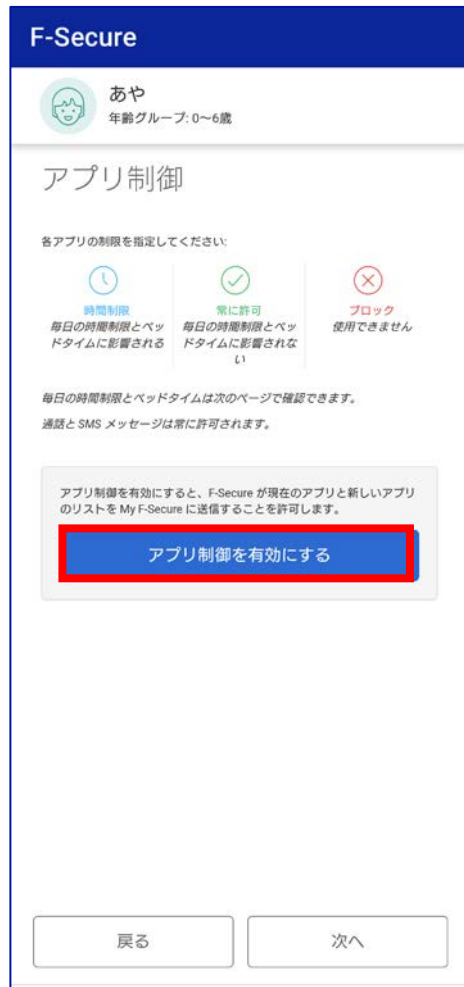 F-Secure
あや
年齢グループ: 0～6歳
アプリ制御
各アプリの制限を指定してください:
時間制限
毎日の時間制限とベッ
ドタイムに影響される
常に許可
毎日の時間制限とベッ
ドタイムに影響されな
い
ブロック
使用できません
毎日の時間制限とベッドタイムは次のページで確認できます。
通話と SMS メッセージは常に許可されます。
アプリ制御を有効にすると、F-Secure が現在のアプリと新しいアプリ
のリストを My F-Secure に送信することを許可します。
アプリ制御を有効にする
戻る
次へ